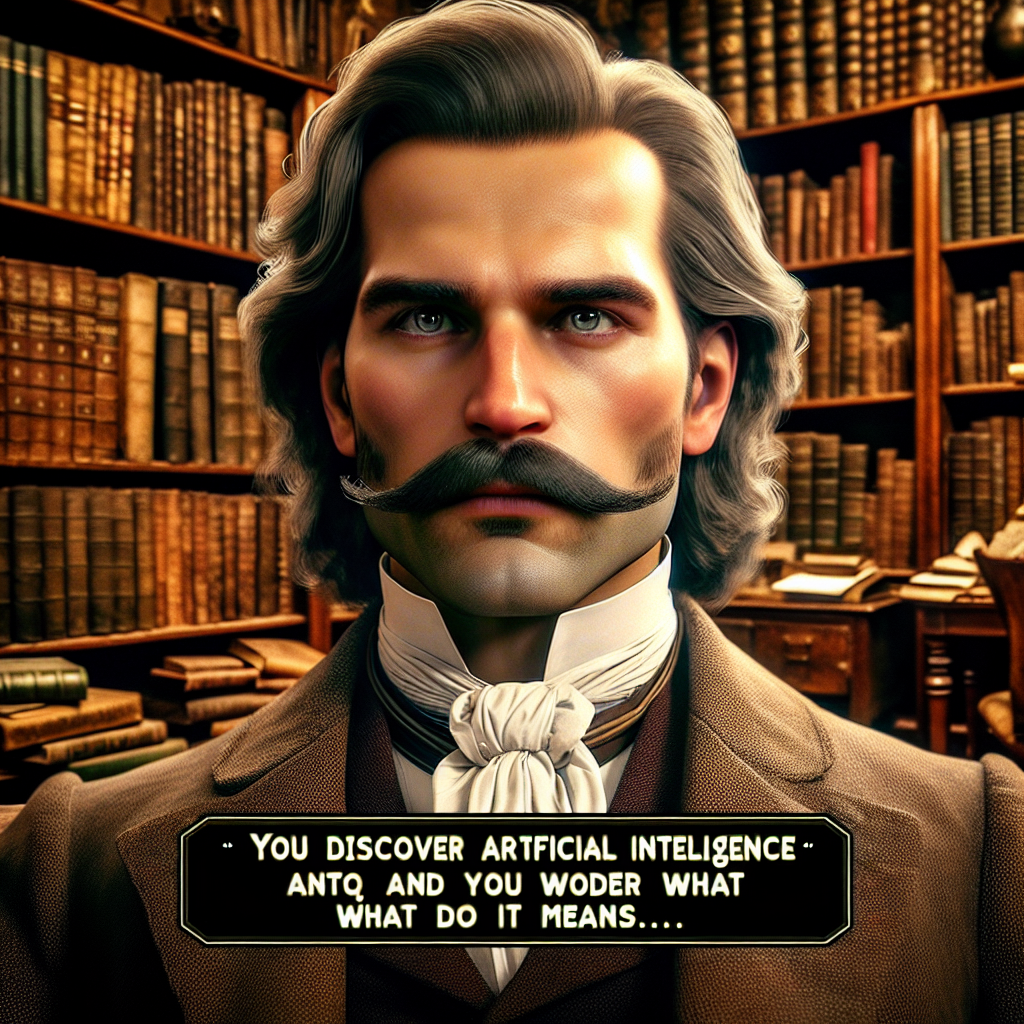 " YOU DISCOVER ARTFICIAL INTELIGENCE "
ANTQ AND YOU WODER WHAT
WHAT DO IT MEANS....